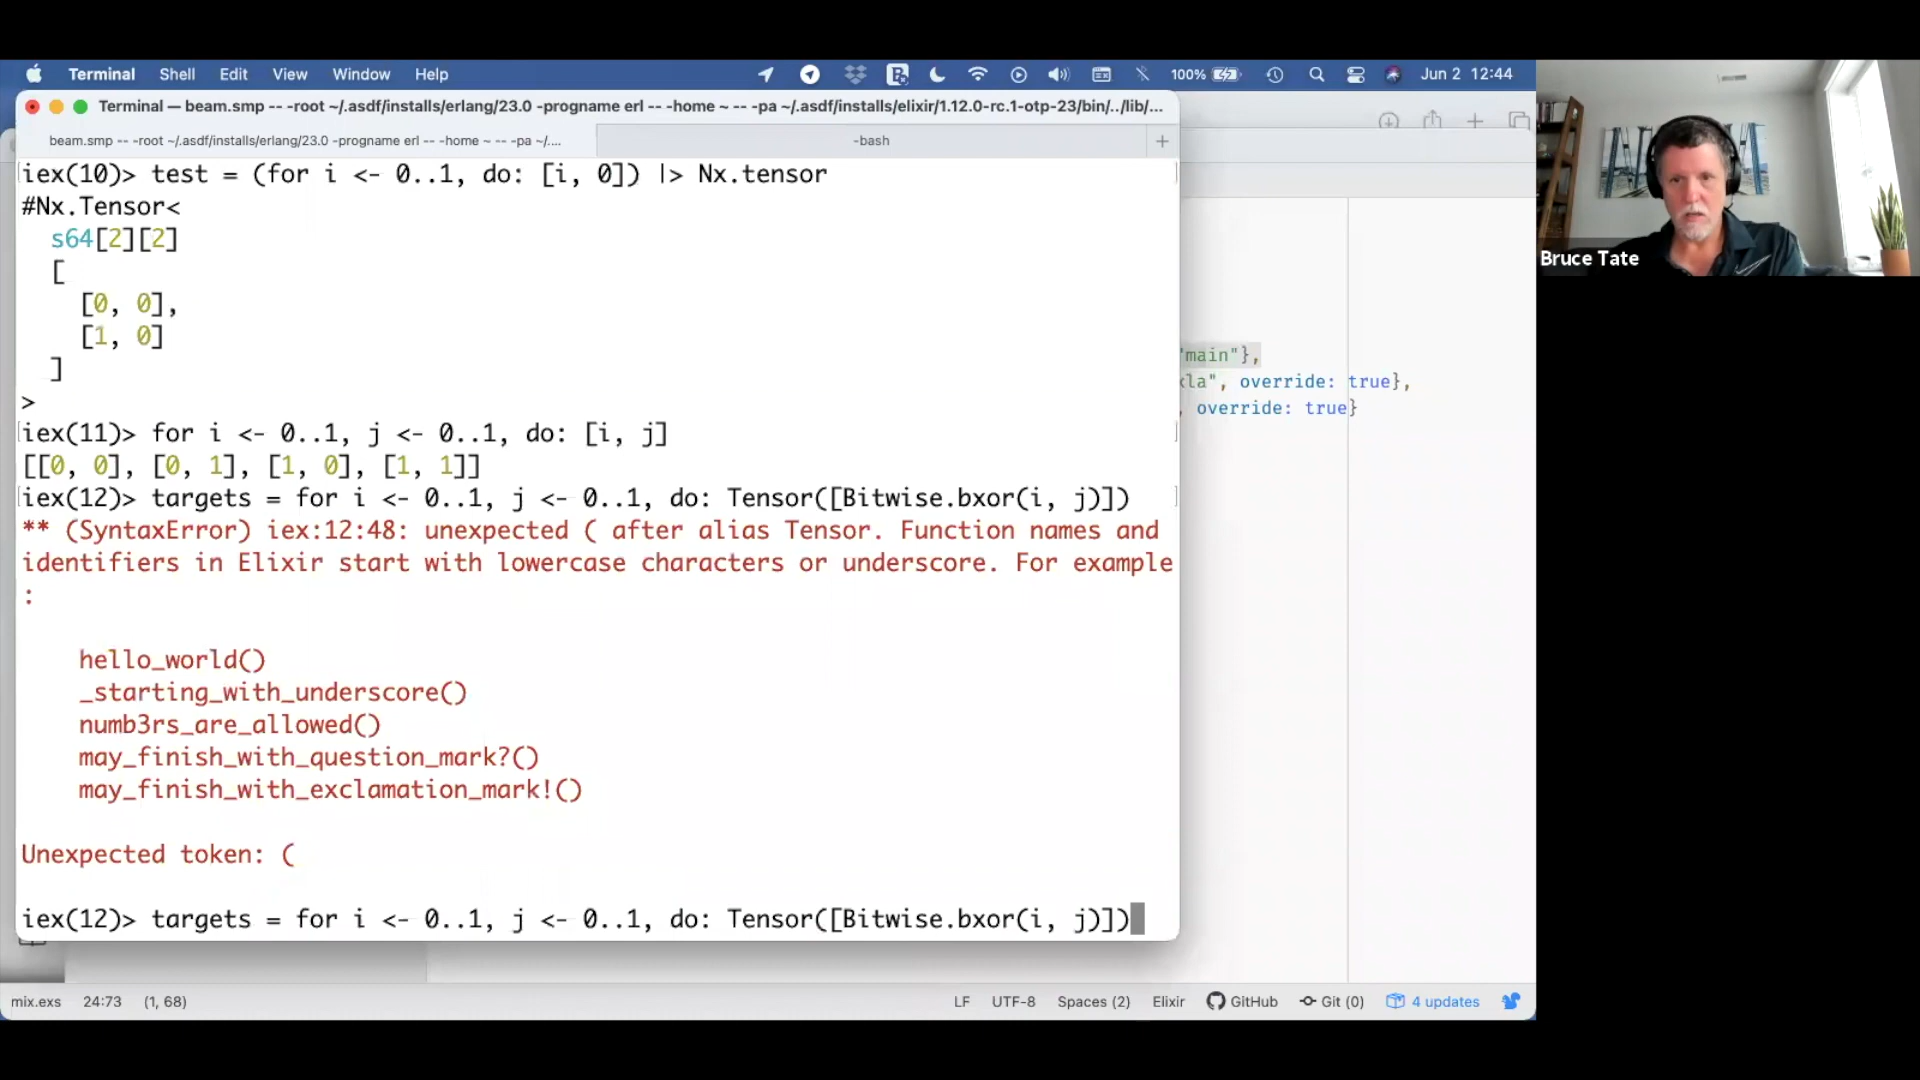 Terminal Shell Edit View Window Help 100% Jun 2 12:44
Terminal — beam.smp -- -root ~/.asdf/installs/erlang/23.0 -progname erl -- -home ~ -- -pa ~/.asdf/installs/elixir/1.12.0-rc.1-otp-23/bin/../lib/...
beam.smp -- -root ~/.asdf/installs/erlang/23.0 -progname erl -- -home ~ -- -pa ~/.... -bash +
iex(10)> test = (for i <- 0..1, do: [i, 0]) |> Nx.tensor
#Nx.Tensor<
  s64[2][2]
  [
    [0, 0],
    [1, 0]
  ]
>
iex(11)> for i <- 0..1, j <- 0..1, do: [i, j]
[[0, 0], [0, 1], [1, 0], [1, 1]]
iex(12)> targets = for i <- 0..1, j <- 0..1, do: Tensor([Bitwise.bxor(i, j)])
** (SyntaxError) iex:12:48: unexpected ( after alias Tensor. Function names and
identifiers in Elixir start with lowercase characters or underscore. For example
:
    hello_world()
    _starting_with_underscore()
    numb3rs_are_allowed()
    may_finish_with_question_mark?()
    may_finish_with_exclamation_mark!()
Unexpected token: (
iex(12)> targets = for i <- 0..1, j <- 0..1, do: Tensor([Bitwise.bxor(i, j)])
"main"},
la", override: true},
, override: true}
mix.exs 24:73 (1, 68) LF UTF-8 Spaces (2) Elixir GitHub Git (0) 4 updates
Bruce Tate